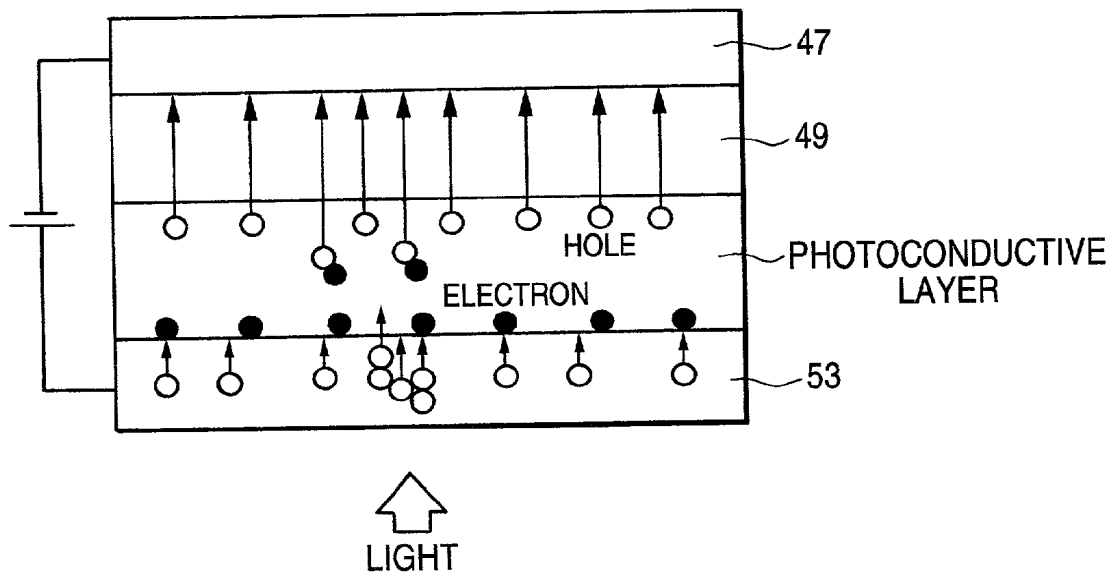 47
49
HOLE
PHOTOCONDUCTIVE
LAYER
ELECTRON
53
LIGHT